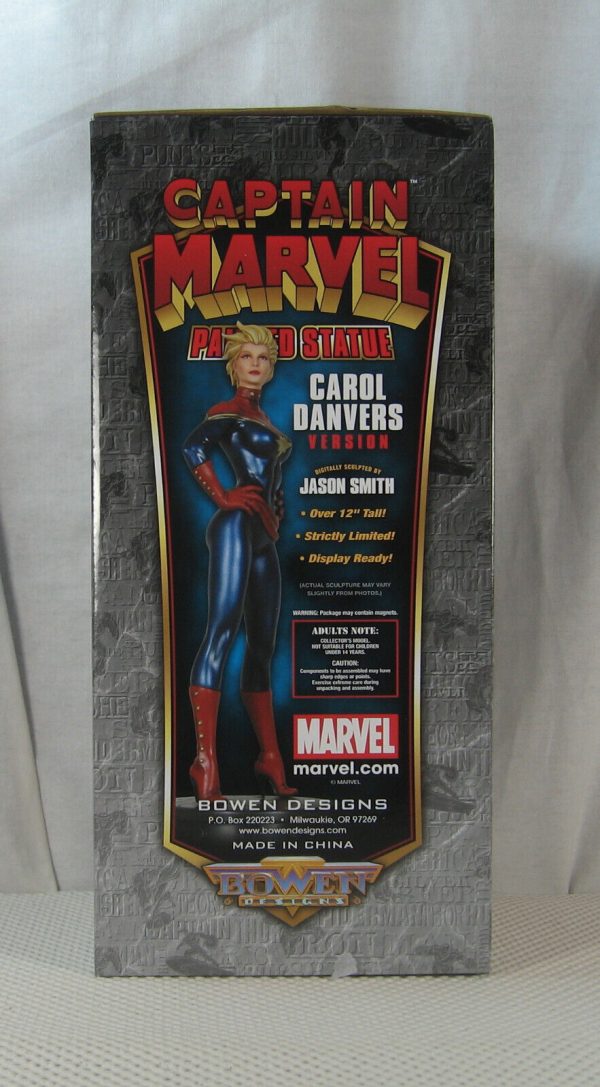 CAPTAIN™
MARVEL
STATUE
CAROL
DANVERS
VERSION
DIGITALLY SCULPTED BY
JASON SMITH
• Over 12" Tall!
• Strictly Limited!
• Display Ready!
(ACTUAL SCULPTURE MAY VARY
SLIGHTLY FROM PHOTOS.)
WARNING: Package may contain magnets.
ADULTS NOTE:
COLLECTOR'S MODEL.
NOT SUITABLE FOR CHILDREN
UNDER 14 YEARS.
CAUTION:
Components to be assembled may have
sharp edges or points.
Exercise extreme care during
unpacking and assembly.
MARVEL
marvel.com
© MARVEL
BOWEN DESIGNS
P.O. Box 220223 • Milwaukie, OR 97269
www.bowendesigns.com
MADE IN CHINA
BOWEN
DESIGNS